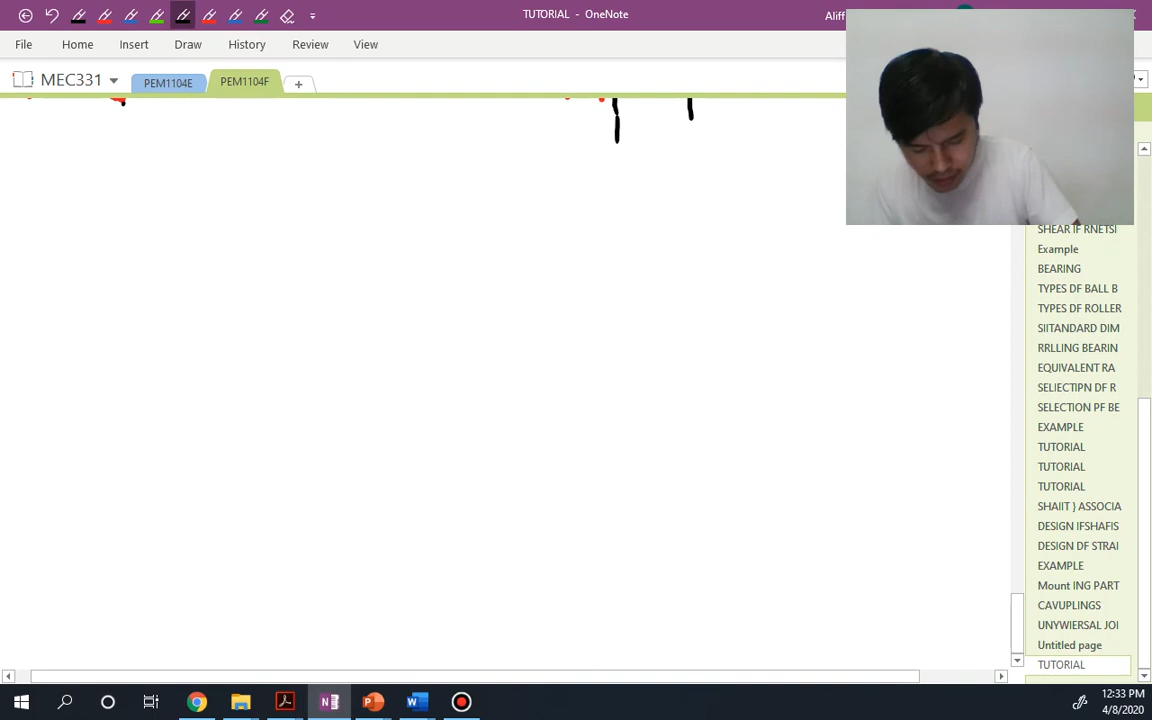 TUTORIAL - OneNote
Aliff
File Home Insert Draw History Review View
MEC331
PEM1104E
PEM1104F
SHEAR IF RNETSI
Example
BEARING
TYPES DF BALL B
TYPES DF ROLLER
SIITANDARD DIM
RRLLING BEARIN
EQUIVALENT RA
SELIECTIPN DF R
SELECTION PF BE
EXAMPLE
TUTORIAL
TUTORIAL
TUTORIAL
SHAIIT } ASSOCIA
DESIGN IFSHAFIS
DESIGN DF STRAI
EXAMPLE
Mount ING PART
CAVUPLINGS
UNYWIERSAL JOI
Untitled page
TUTORIAL
12:33 PM
4/8/2020